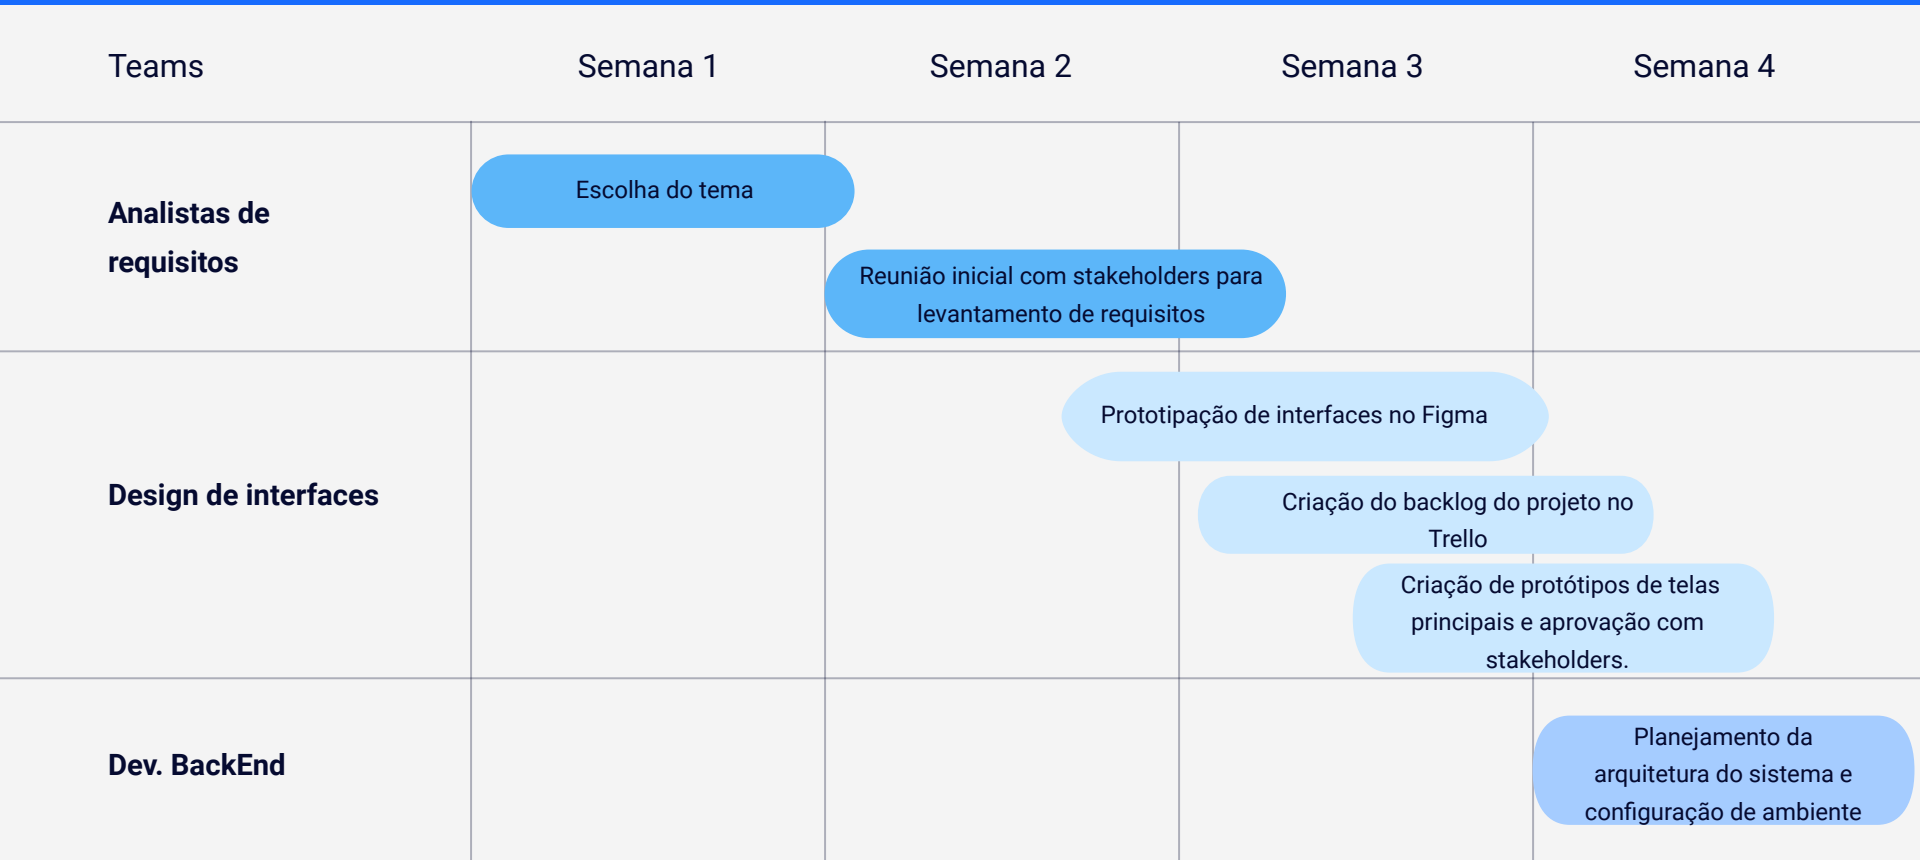 Teams
Semana 1
Semana 2
Semana 3
Semana 4
Analistas de
requisitos
Escolha do tema
Reunião inicial com stakeholders para
levantamento de requisitos
Design de interfaces
Prototipação de interfaces no Figma
Criação do backlog do projeto no
Trello
Criação de protótipos de telas
principais e aprovação com
stakeholders.
Dev. BackEnd
Planejamento da
arquitetura do sistema e
configuração de ambiente